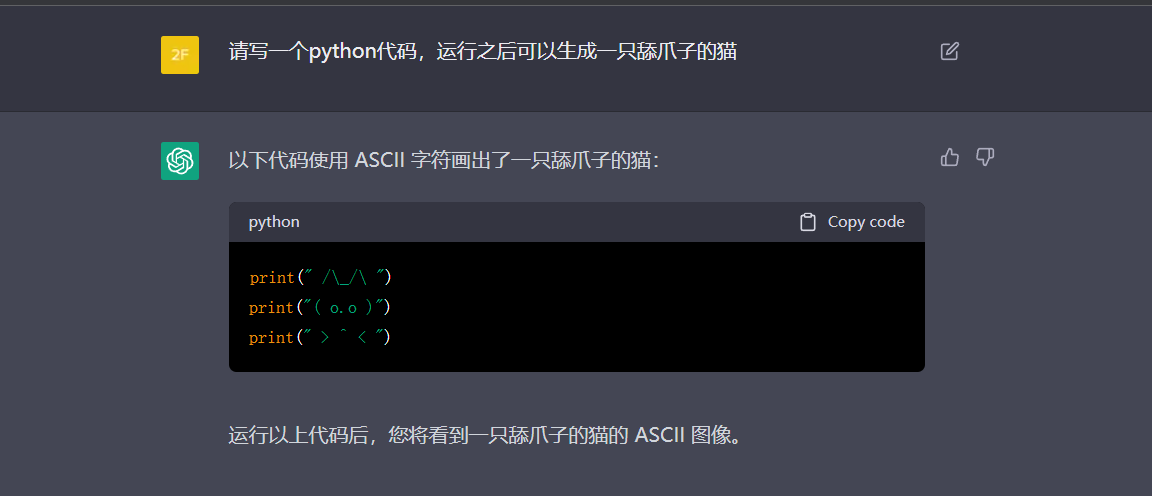 2F
请写一个python代码，运行之后可以生成一只舔爪子的猫
以下代码使用 ASCII 字符画出了一只舔爪子的猫：
python
Copy code
print(" /\_/\ ")
print("( o.o )")
print(" > ^ < ")
运行以上代码后，您将看到一只舔爪子的猫的 ASCII 图像。